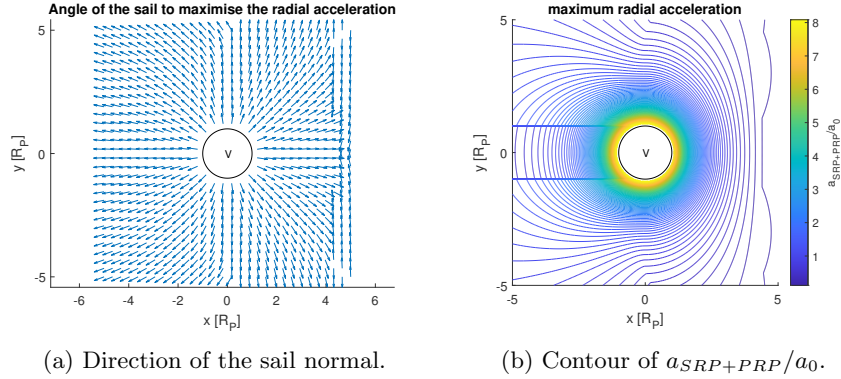 Angle of the sail to maximise the radial acceleration
5
0
-5
y [R_P]
-6
-4
-2
0
2
4
6
x [R_P]
v
(a) Direction of the sail normal.
maximum radial acceleration
5
0
-5
y [R_P]
-5
0
5
x [R_P]
v
8
7
6
5
4
3
2
1
a_SRP+PRP/a_0
(b) Contour of a_{SRP+PRP}/a_0.